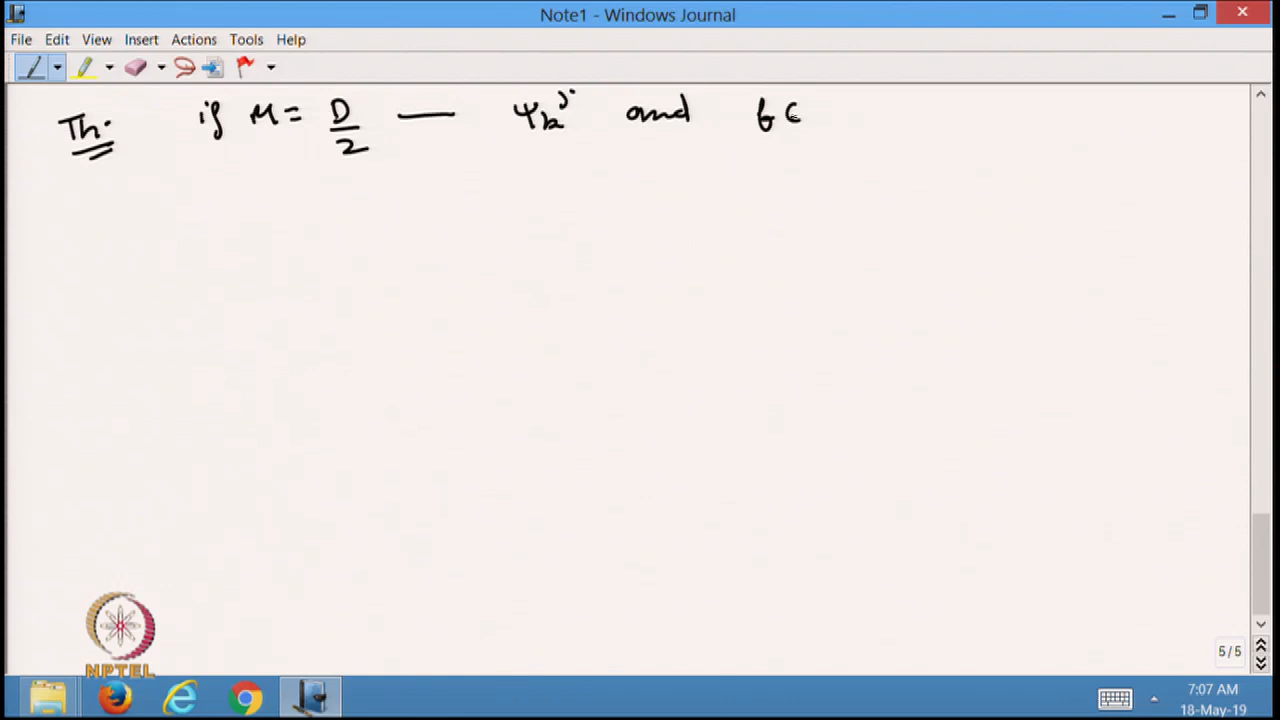 Note1 - Windows Journal
File Edit View Insert Actions Tools Help
Th. if M = D/2 — ψ_k^j and f ∈
NPTEL
5 / 5
7:07 AM
18-May-19